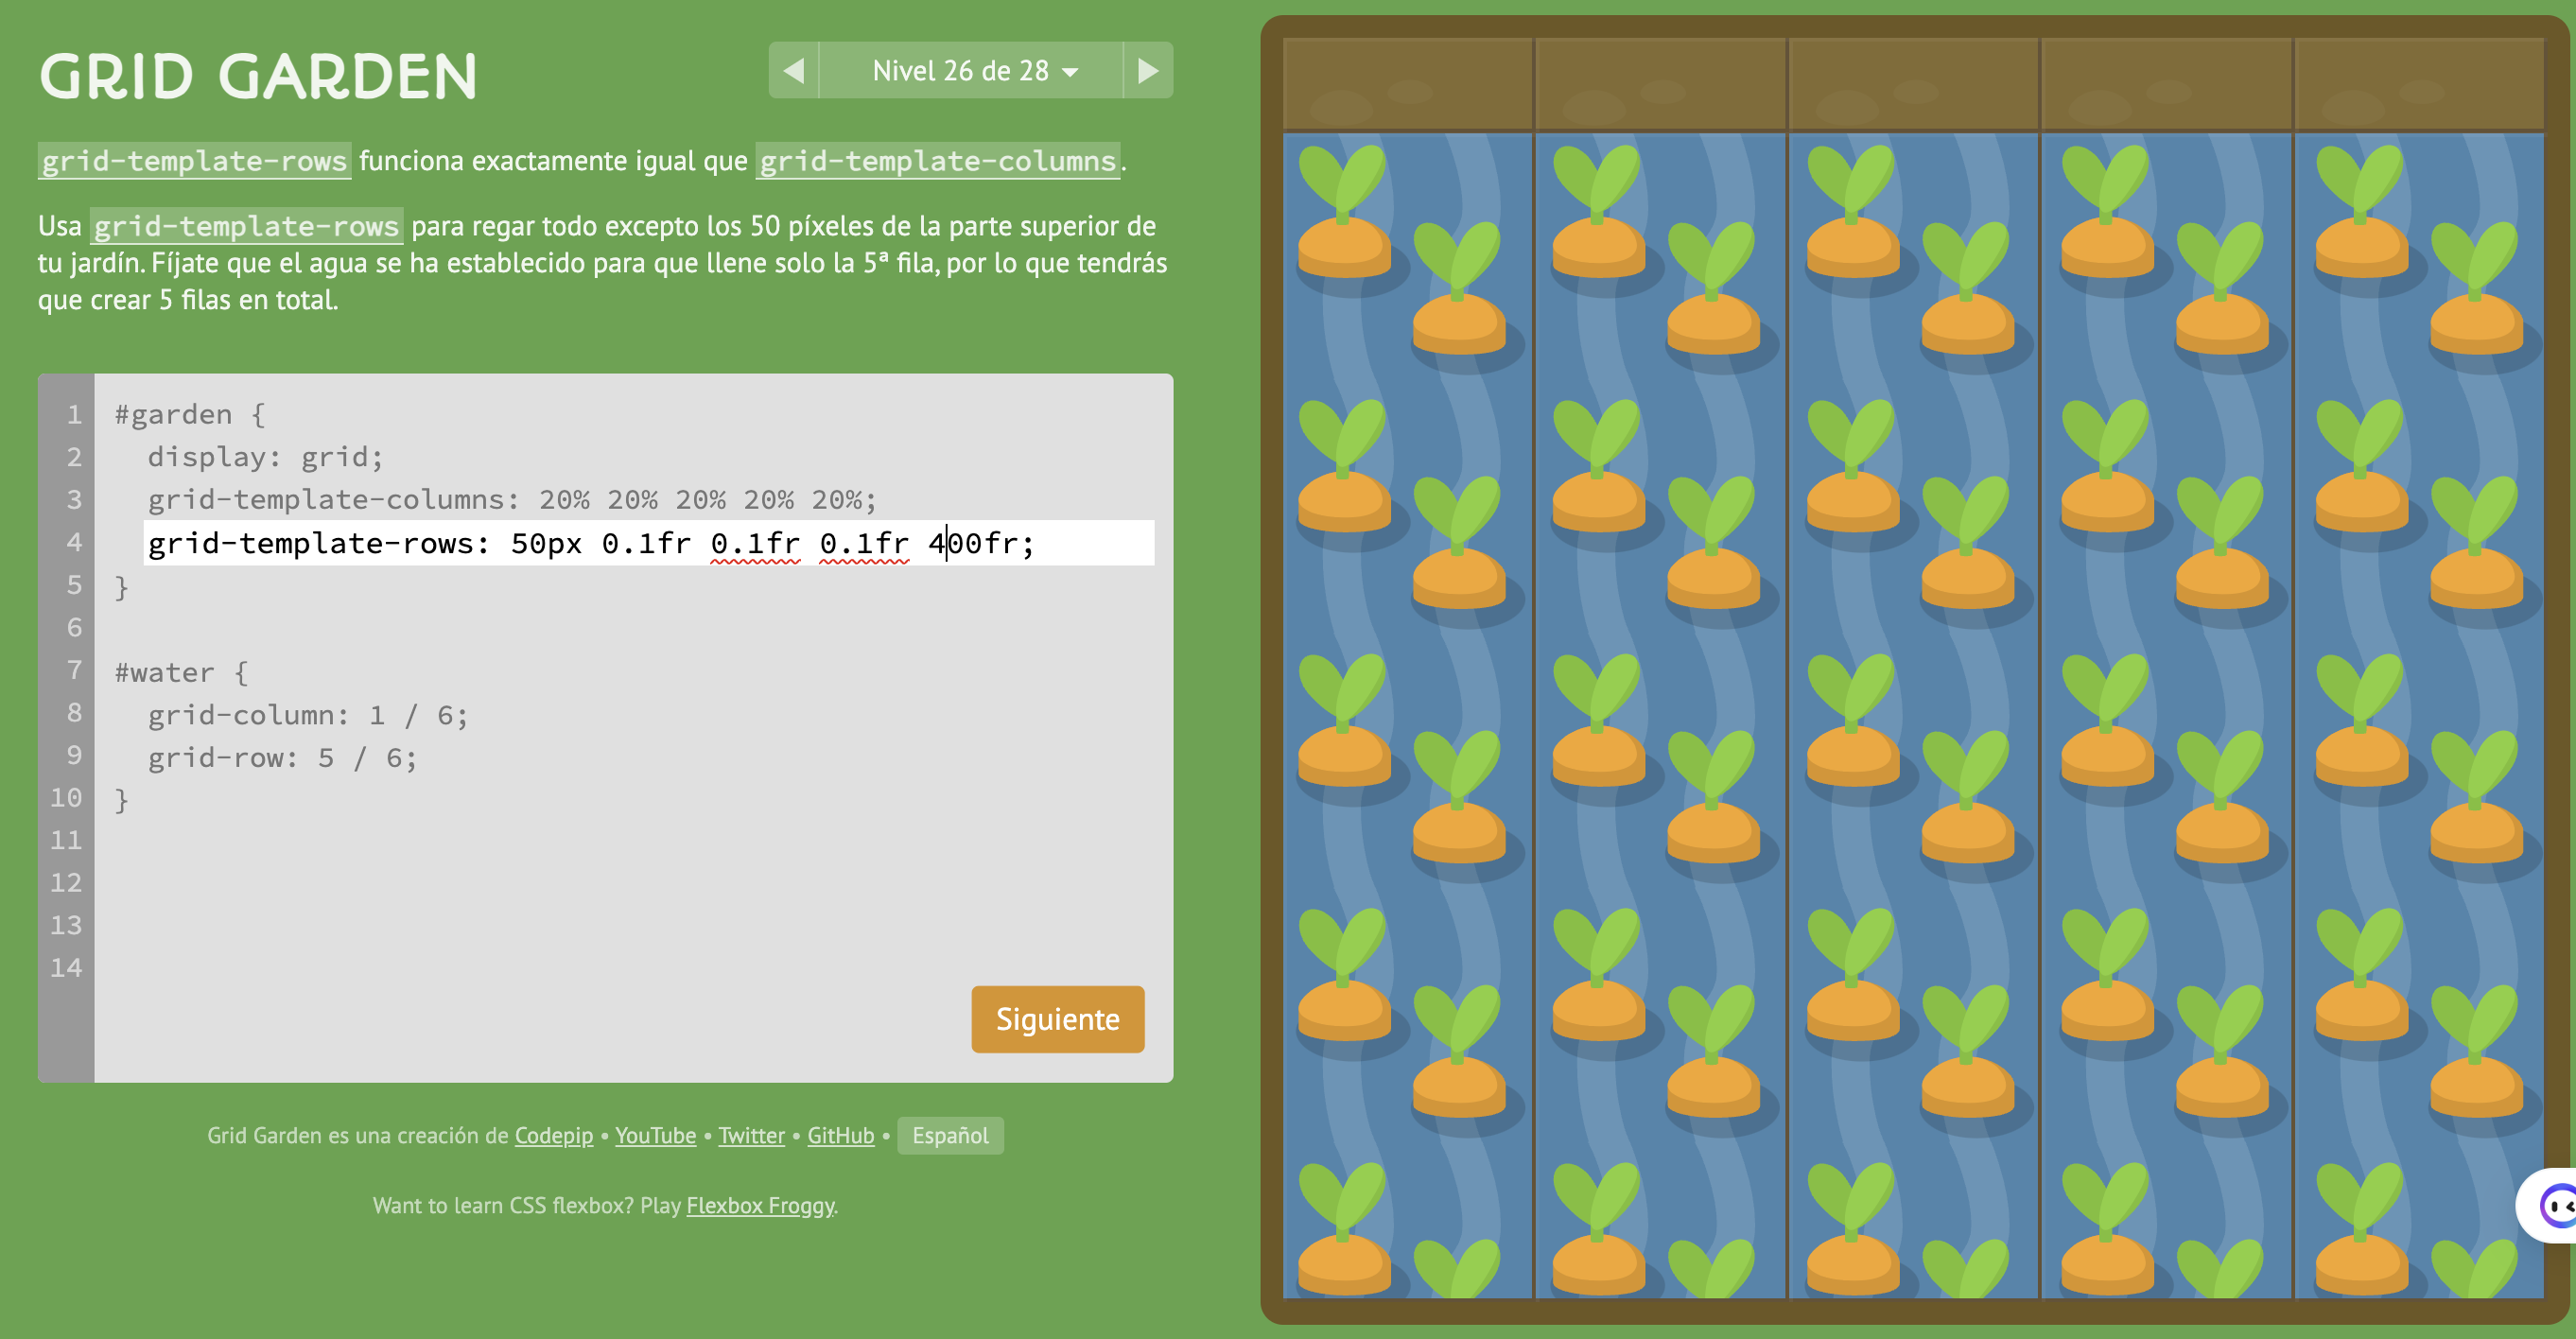 GRID GARDEN
Nivel 26 de 28
grid-template-rows funciona exactamente igual que grid-template-columns.
Usa grid-template-rows para regar todo excepto los 50 píxeles de la parte superior de
tu jardín. Fíjate que el agua se ha establecido para que llene solo la 5ª fila, por lo que tendrás
que crear 5 filas en total.
1 #garden {
2 display: grid;
3 grid-template-columns: 20% 20% 20% 20% 20%;
4 grid-template-rows: 50px 0.1fr 0.1fr 0.1fr 400fr;
5 }
6
7 #water {
8 grid-column: 1 / 6;
9 grid-row: 5 / 6;
10 }
11
12
13
14
Siguiente
Grid Garden es una creación de Codepip • YouTube • Twitter • GitHub • Español
Want to learn CSS flexbox? Play Flexbox Froggy.